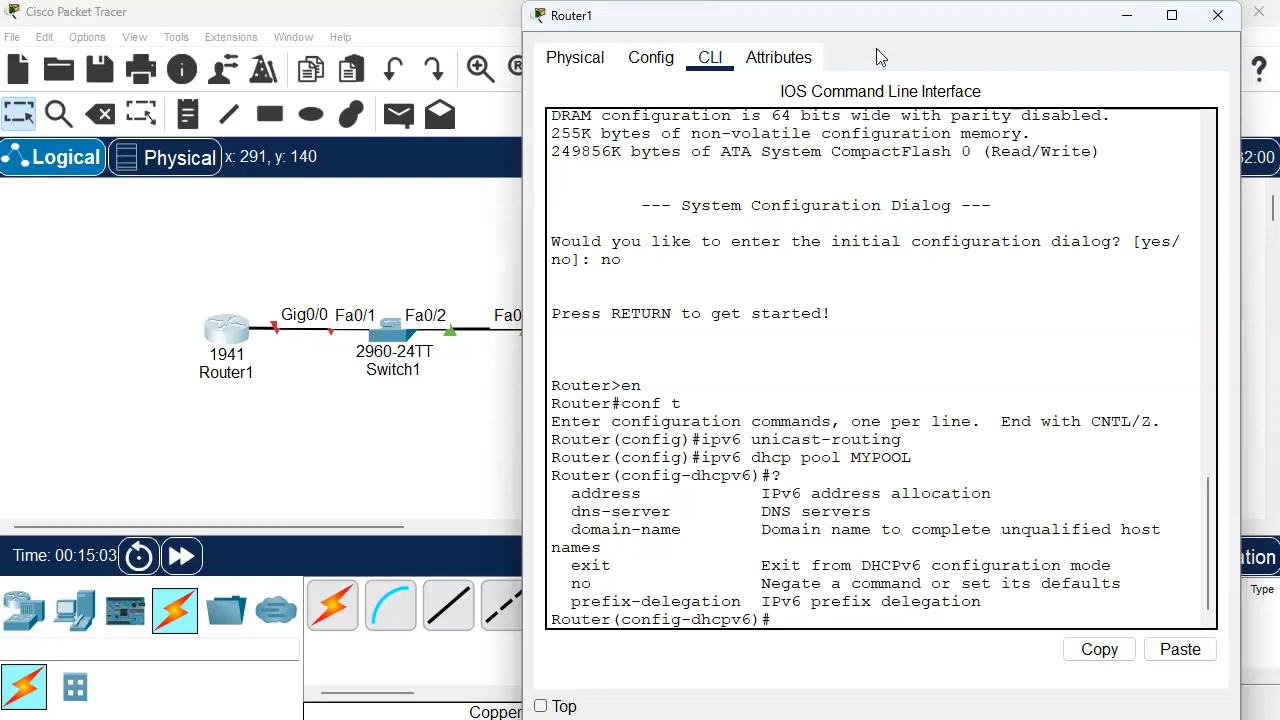 Cisco Packet Tracer
File Edit Options View Tools Extensions Window Help
Logical
Physical
x: 291, y: 140
32:00
Gig0/0
Fa0/1
Fa0/2
Fa0
1941
Router1
2960-24TT
Switch1
Time: 00:15:03
ation
Type
Copper
Router1
Physical Config CLI Attributes
IOS Command Line Interface
DRAM configuration is 64 bits wide with parity disabled.
255K bytes of non-volatile configuration memory.
249856K bytes of ATA System CompactFlash 0 (Read/Write)
--- System Configuration Dialog ---
Would you like to enter the initial configuration dialog? [yes/
no]: no
Press RETURN to get started!
Router>en
Router#conf t
Enter configuration commands, one per line. End with CNTL/Z.
Router(config)#ipv6 unicast-routing
Router(config)#ipv6 dhcp pool MYPOOL
Router(config-dhcpv6)#?
address IPv6 address allocation
dns-server DNS servers
domain-name Domain name to complete unqualified host
names
exit Exit from DHCPv6 configuration mode
no Negate a command or set its defaults
prefix-delegation IPv6 prefix delegation
Router(config-dhcpv6)#
Copy Paste
Top